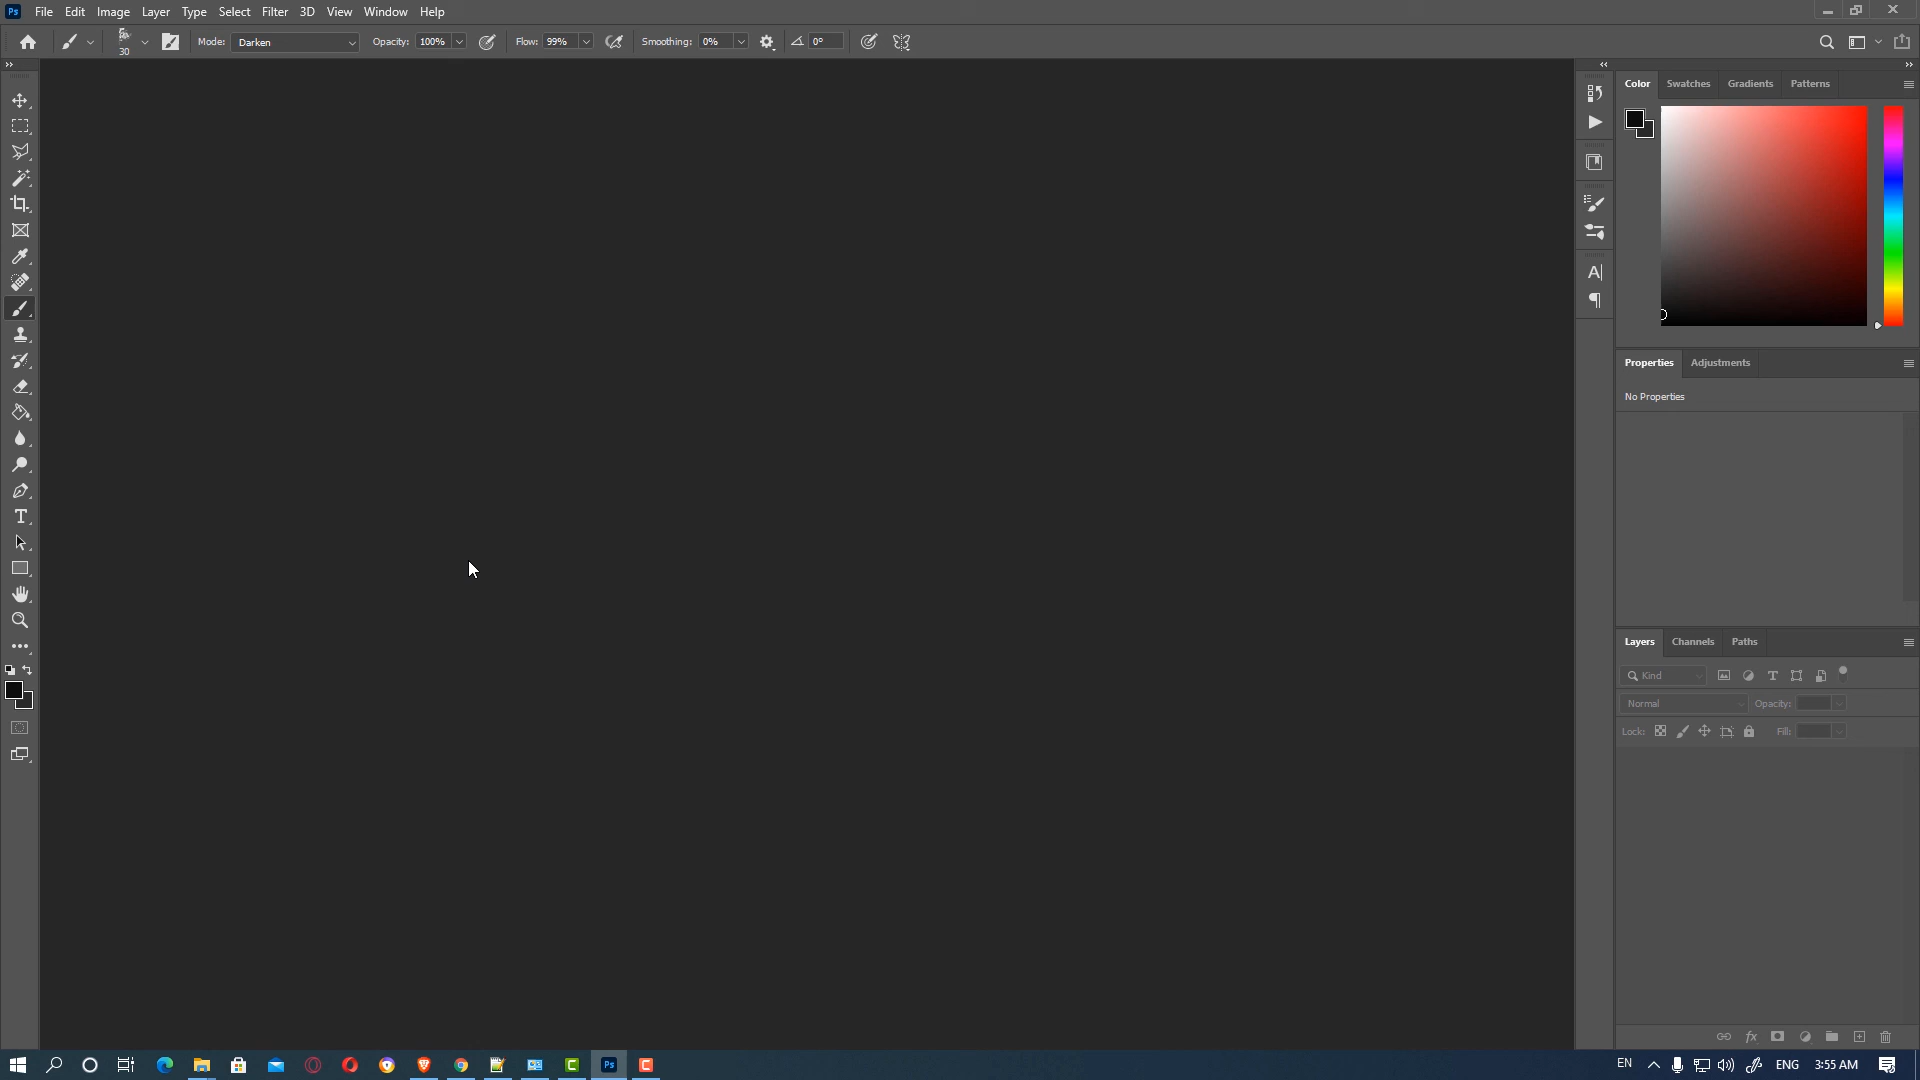 Ps File Edit Image Layer Type Select Filter 3D View Window Help
30 Mode: Darken Opacity: 100% Flow: 99% Smoothing: 0% 0°
Color Swatches Gradients Patterns
Properties Adjustments
No Properties
Layers Channels Paths
Kind
Normal Opacity:
Lock: Fill:
Ps EN ENG 3:55 AM